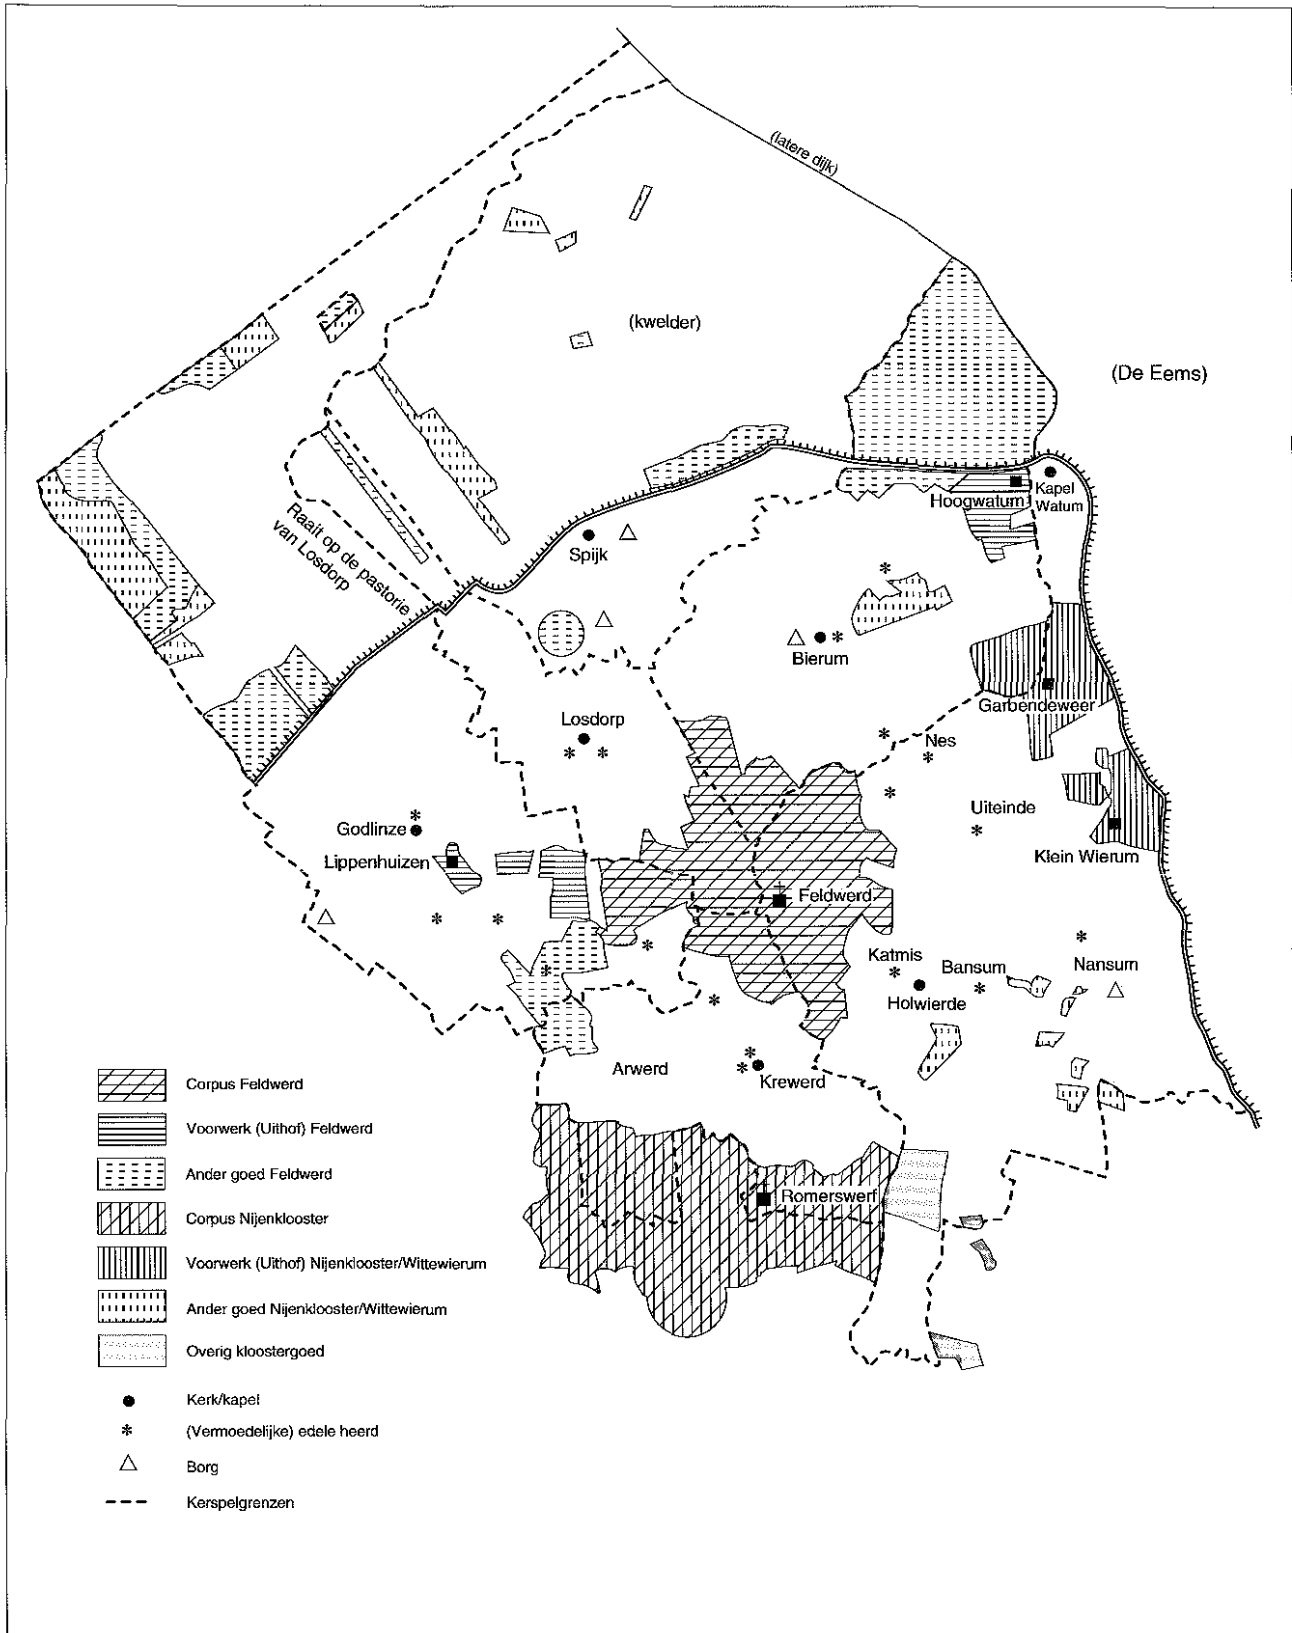 (latere dijk)
(kwelder)
(De Eems)
Hoogwatum
Kapel
Watum
Raait op de pastorie
van Losdorp
Spijk
Bierum
Garbendeweer
Losdorp
Nes
Uiteinde
Godlinze
Lippenhuizen
Klein Wierum
Feldwerd
Katmis
Bansum
Nansum
Holwierde
Arwerd
Krewerd
Romerswerf
Corpus Feldwerd
Voorwerk (Uithof) Feldwerd
Ander goed Feldwerd
Corpus Nijenklooster
Voorwerk (Uithof) Nijenklooster/Wittewierum
Ander goed Nijenklooster/Wittewierum
Overig kloostergoed
Kerk/kapel
(Vermoedelijke) edele heerd
Borg
Kerspelgrenzen